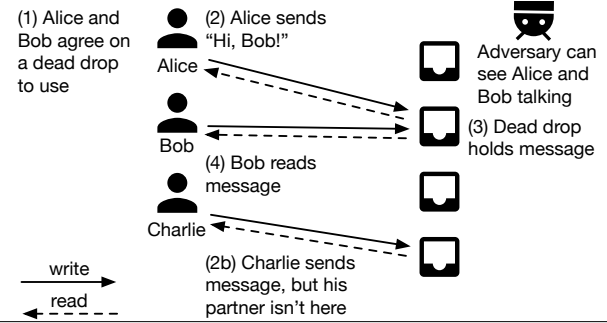 (1) Alice and
Bob agree on
a dead drop
to use
(2) Alice sends
“Hi, Bob!”
Alice
Adversary can
see Alice and
Bob talking
Bob
(3) Dead drop
holds message
(4) Bob reads
message
Charlie
(2b) Charlie sends
message, but his
partner isn’t here
write
read